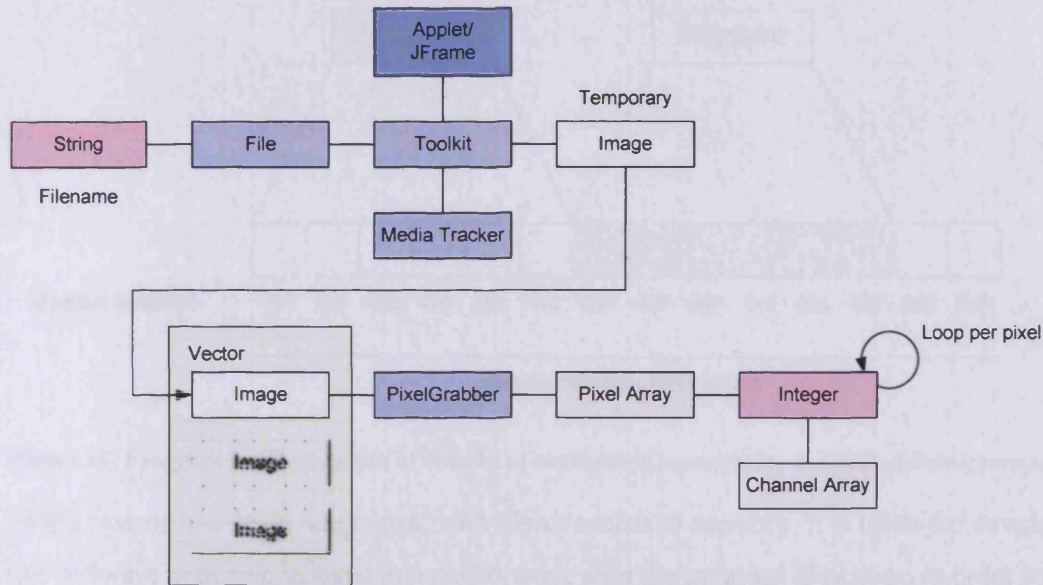 Applet/
JFrame
Temporary
String
File
Toolkit
Image
Filename
Media Tracker
Vector
Loop per pixel
Image
PixelGrabber
Pixel Array
Integer
Image
Channel Array
Image